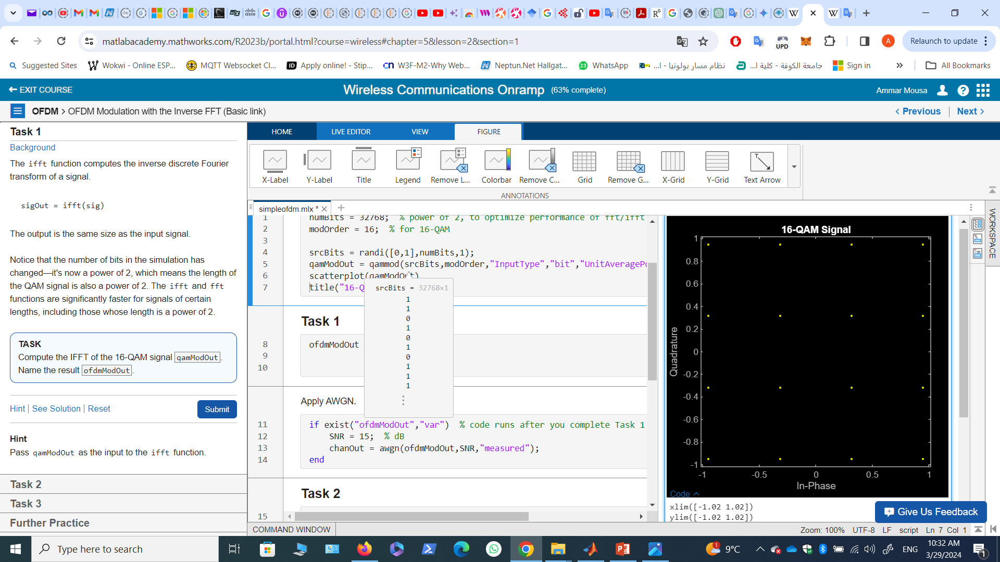 matlabacademy.mathworks.com/R2023b/portal.html?course=wireless#chapter=5&lesson=2&section=1
UPD
A
Relaunch to update
Suggested Sites
Wokwi - Online ESP...
MQTT Websocket Cl...
Apply online! - Stip...
W3F-M2-Why Web...
Neptun.Net Hallgat...
23 WhatsApp
نظام مسار بولونيا - ا...
جامعة الكوفة - كلية ا...
Sign in
All Bookmarks
EXIT COURSE
Wireless Communications Onramp (63% complete)
Ammar Mousa
OFDM > OFDM Modulation with the Inverse FFT (Basic link)
Previous
Next
Task 1
Background
The ifft function computes the inverse discrete Fourier
transform of a signal.
sigOut = ifft(sig)
The output is the same size as the input signal.
Notice that the number of bits in the simulation has
changed—it's now a power of 2, which means the length of
the QAM signal is also a power of 2. The ifft and fft
functions are significantly faster for signals of certain
lengths, including those whose length is a power of 2.
TASK
Compute the IFFT of the 16-QAM signal qamModOut.
Name the result ofdmModOut.
Hint | See Solution | Reset
Submit
Hint
Pass qamModOut as the input to the ifft function.
Task 2
Task 3
Further Practice
HOME
LIVE EDITOR
VIEW
FIGURE
X-Label
Y-Label
Title
Legend
Remove L...
Colorbar
Remove C...
Grid
Remove G...
X-Grid
Y-Grid
Text Arrow
ANNOTATIONS
simpleofdm.mlx *
1 numBits = 32768;  % power of 2, to optimize performance of fft/ifft
2 modOrder = 16;  % for 16-QAM
3
4 srcBits = randi([0,1],numBits,1);
5 qamModOut = qammod(srcBits,modOrder,"InputType","bit","UnitAveragePo
6 scatterplot(qamModOut)
7 title("16-Q
srcBits = 32768×1
1
1
0
1
0
1
0
1
1
1
Task 1
8 ofdmModOut
9
10
Apply AWGN.
11 if exist("ofdmModOut","var")  % code runs after you complete Task 1
12 SNR = 15;  % dB
13 chanOut = awgn(ofdmModOut,SNR,"measured");
14 end
Task 2
15
COMMAND WINDOW
16-QAM Signal
1
0.8
0.6
0.4
0.2
0
-0.2
-0.4
-0.6
-0.8
-1
Quadrature
-1 -0.5 0 0.5 1
In-Phase
Code
xlim([-1.02 1.02])
ylim([-1.02 1.02])
WORKSPACE
Give Us Feedback
Zoom: 100% UTF-8 LF script Ln 7 Col 1
Type here to search
9°C
ENG
10:32 AM
3/29/2024
1